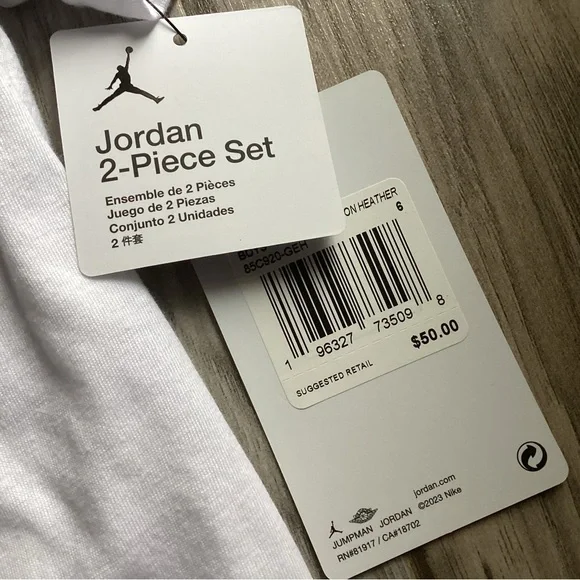 Jordan
2-Piece Set
Ensemble de 2 Pièces
Juego de 2 Piezas
Conjunto 2 Unidades
2 件套
ON HEATHER
6
85C920-GEH
1 96327 73509 8
$50.00
SUGGESTED RETAIL
jordan.com
JUMPMAN JORDAN ©2023 Nike
RN#81917 / CA#18702